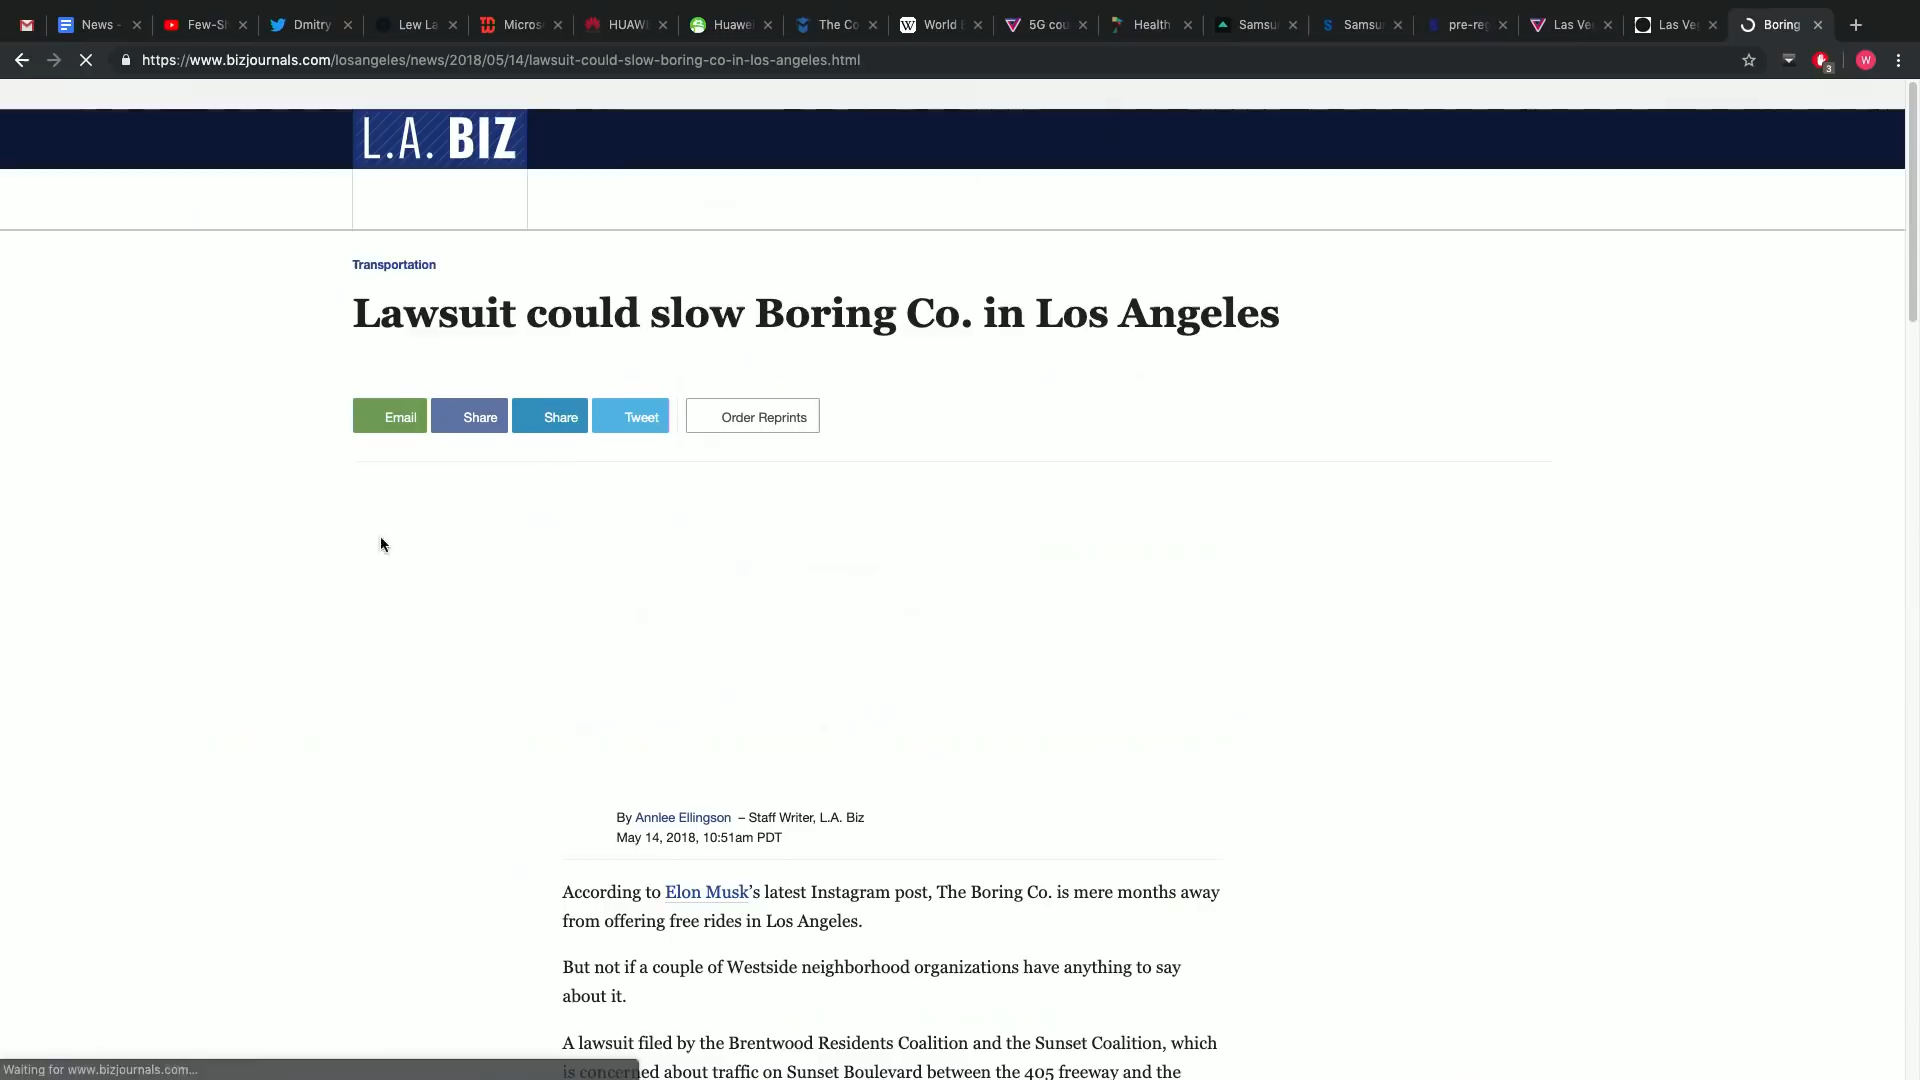 News - Few-Sh Dmitry Lew La Micros HUAW Huawei The Co World 5G cou Health Samsu Samsu pre-reg Las Ve Las Ve Boring
https://www.bizjournals.com/losangeles/news/2018/05/14/lawsuit-could-slow-boring-co-in-los-angeles.html 3 W
L.A. BIZ
Transportation
Lawsuit could slow Boring Co. in Los Angeles
Email Share Share Tweet Order Reprints
By Annlee Ellingson – Staff Writer, L.A. Biz
May 14, 2018, 10:51am PDT
According to Elon Musk’s latest Instagram post, The Boring Co. is mere months away
from offering free rides in Los Angeles.
But not if a couple of Westside neighborhood organizations have anything to say
about it.
A lawsuit filed by the Brentwood Residents Coalition and the Sunset Coalition, which
is concerned about traffic on Sunset Boulevard between the 405 freeway and the
Waiting for www.bizjournals.com...